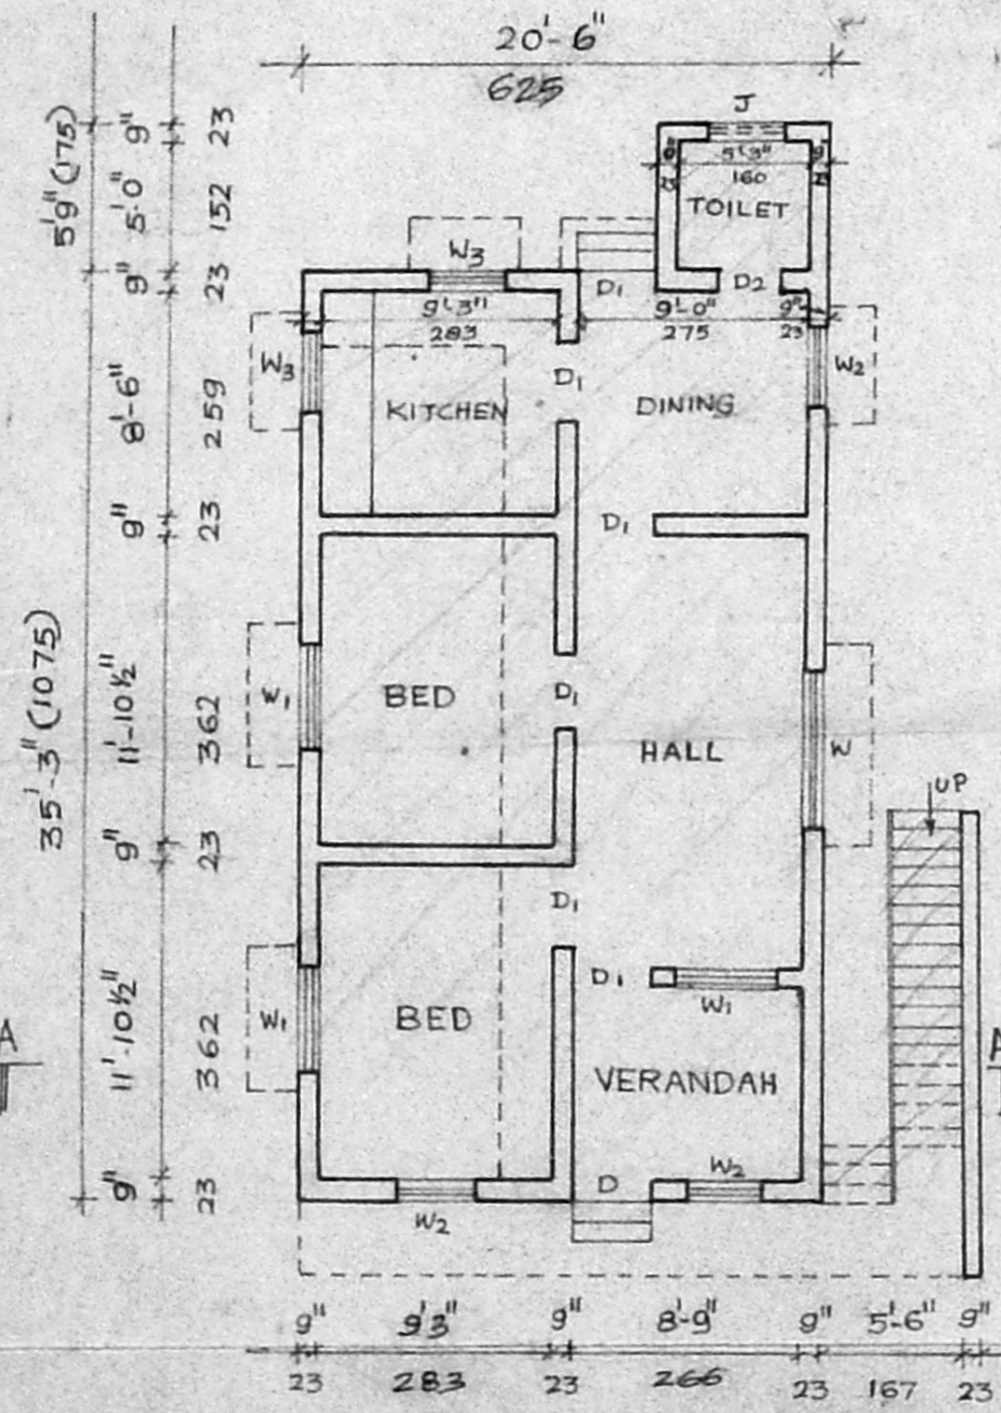 20'-6"
625
J
9" 5'3" 9"
23 160 23
TOILET
W3
D1
D2
9'-3"
283
9'-0"
275
9"
23
W3
D1
W2
KITCHEN
DINING
D1
W1
BED
D1
HALL
W
UP
D1
W1
BED
D1
W1
VERANDAH
D
W2
W2
A
5'9" (175)
35'-3" (1075)
9"
5'-0"
9"
8'-6"
9"
11'-10½"
9"
11'-10½"
9"
23
152
23
259
23
362
23
362
23
9" 9'3" 9" 8'-9" 9" 5'-6" 9"
23 283 23 266 23 167 23